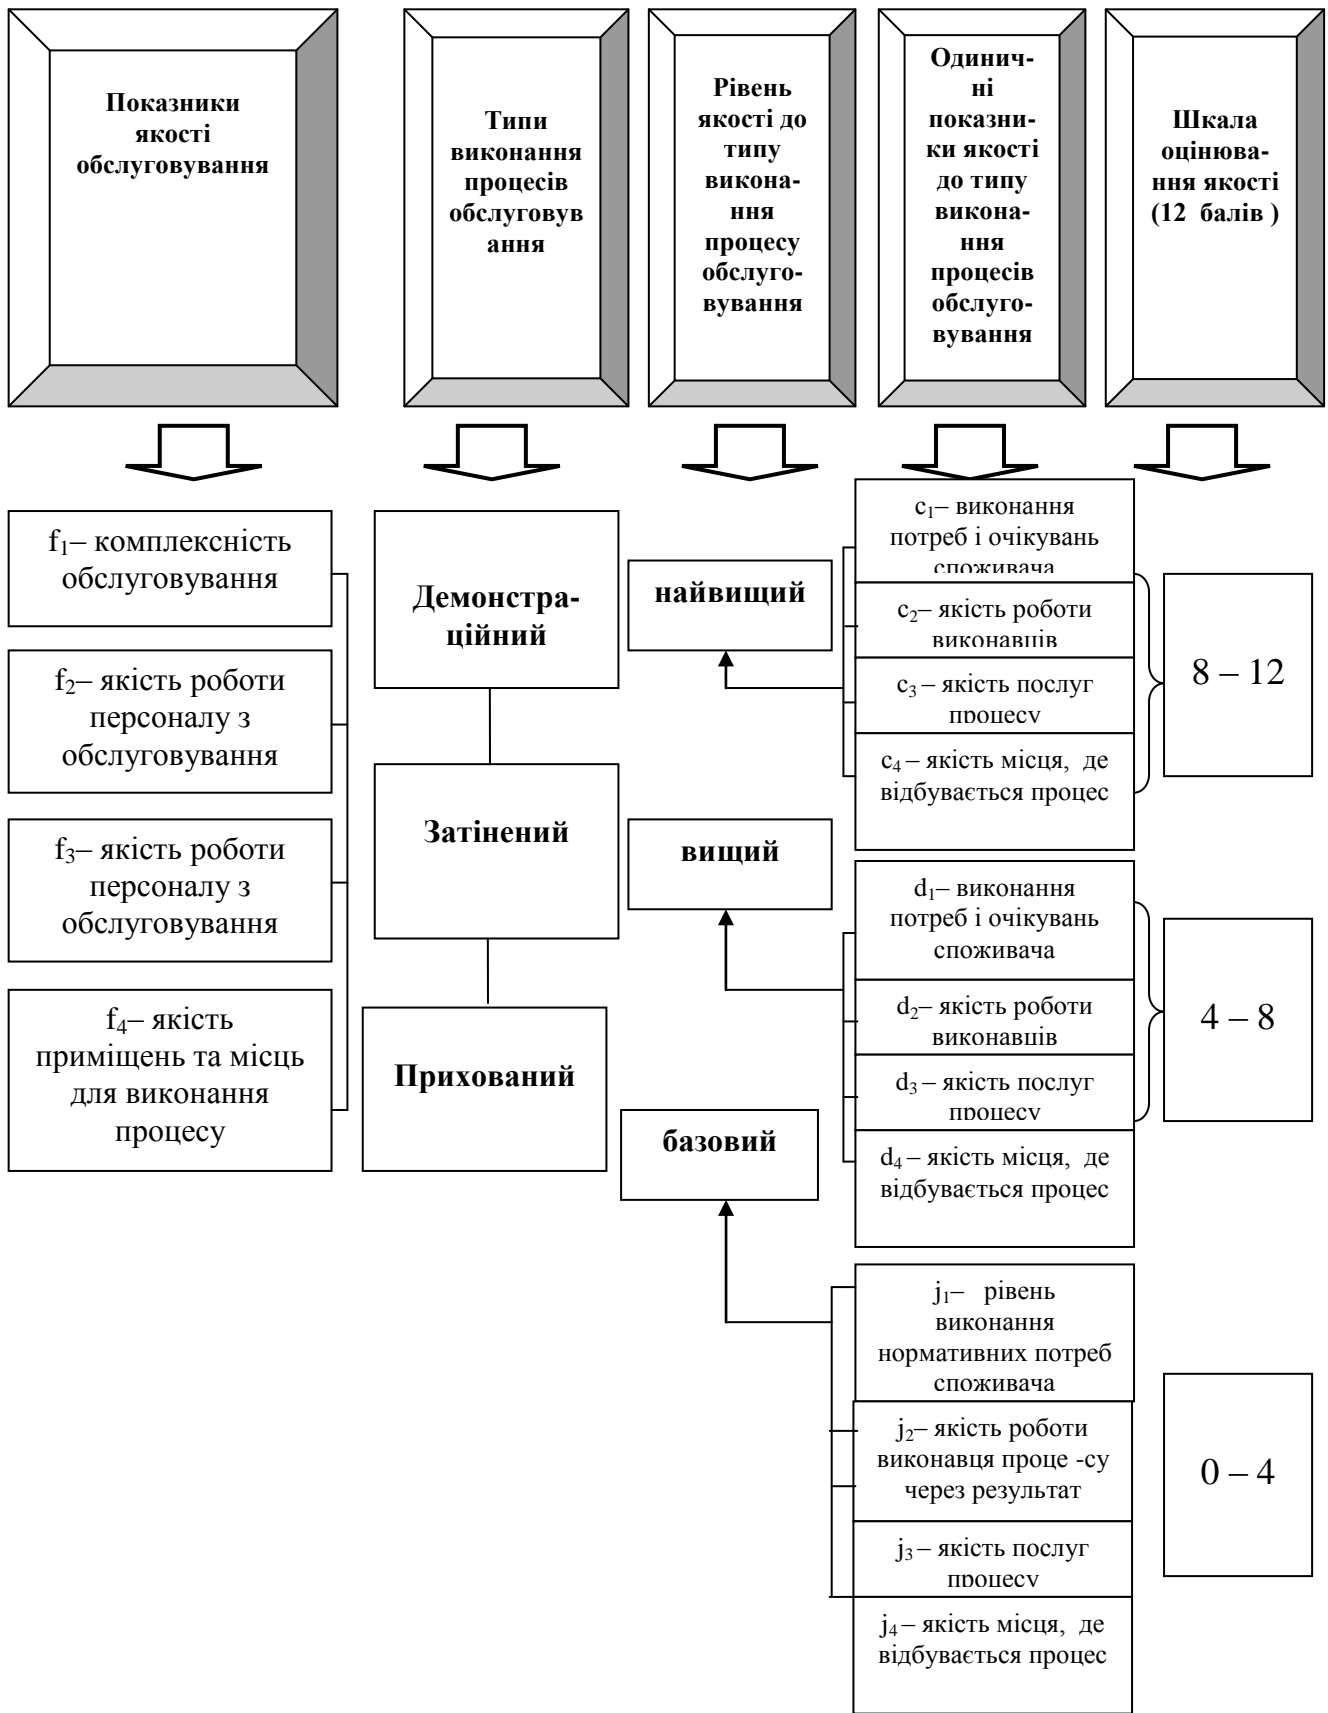 Показники
якості
обслуговування
Типи
виконання
процесів
обслуговув
ання
Рівень
якості до
типу
викона-
ння
процесу
обслуго-
вування
Одинич-
ні
показни-
ки якості
до типу
викона-
ння
процесів
обслуго-
вування
Шкала
оцінюва-
ння якості
(12 балів )
f₁– комплексність
обслуговування
f₂– якість роботи
персоналу з
обслуговування
f₃– якість роботи
персоналу з
обслуговування
f₄– якість
приміщень та місць
для виконання
процесу
Демонстра-
ційний
Затінений
Прихований
найвищий
вищий
базовий
c₁– виконання
потреб і очікувань
споживача
c₂– якість роботи
виконавців
c₃ – якість послуг
процесу
c₄ – якість місця, де
відбувається процес
d₁– виконання
потреб і очікувань
споживача
d₂– якість роботи
виконавців
d₃ – якість послуг
процесу
d₄ – якість місця, де
відбувається процес
j₁– рівень
виконання
нормативних потреб
споживача
j₂– якість роботи
виконавця проце -су
через результат
j₃ – якість послуг
процесу
j₄ – якість місця, де
відбувається процес
8 – 12
4 – 8
0 – 4